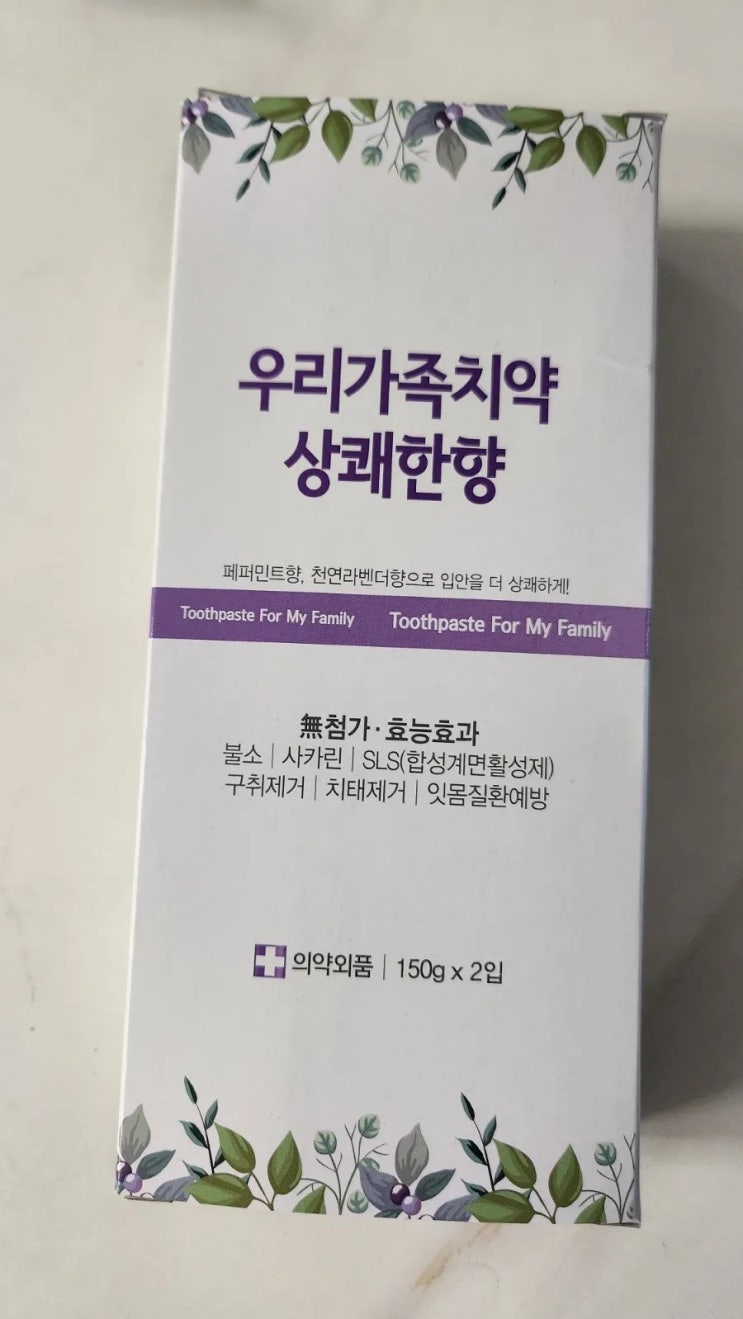 우리가족치약
상쾌한향
페퍼민트향, 천연라벤더향으로 입안을 더 상쾌하게!
Toothpaste For My Family Toothpaste For My Family
無첨가·효능효과
불소 | 사카린 | SLS(합성계면활성제)
구취제거 | 치태제거 | 잇몸질환예방
의약외품 | 150g x 2입